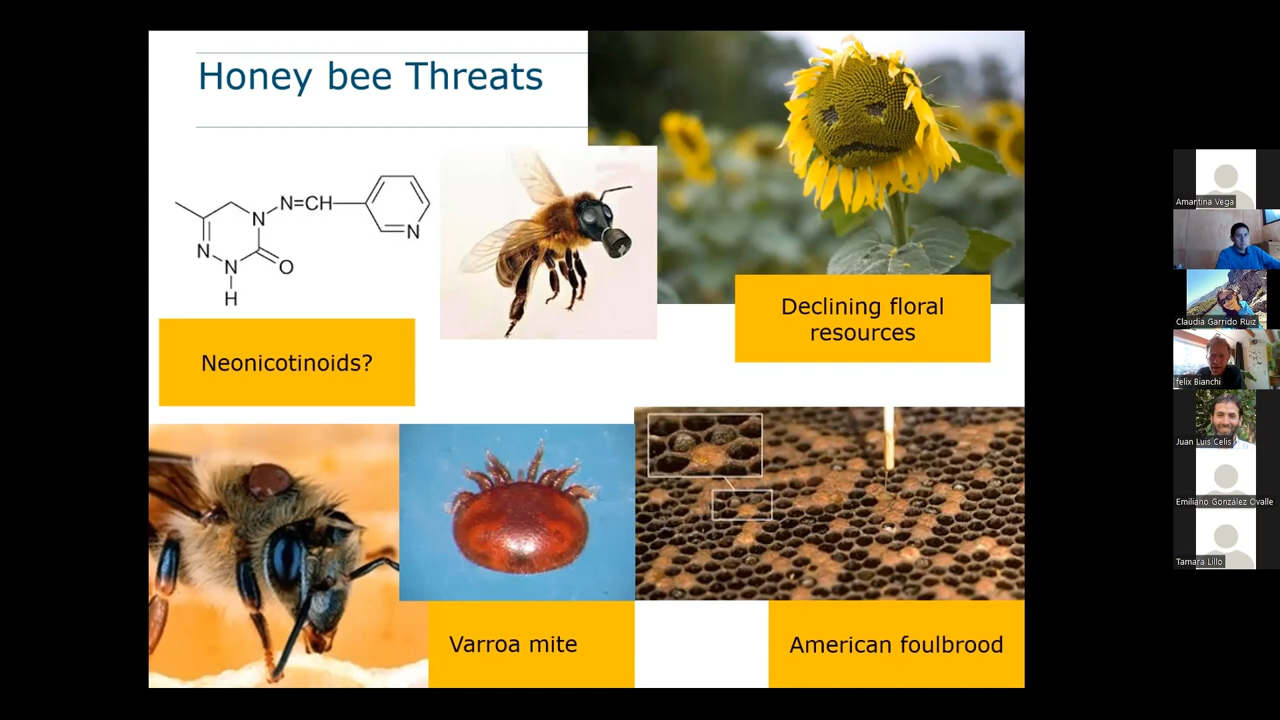 Honey bee Threats
N=CH
N
N
N
N
O
H
Neonicotinoids?
Declining floral
resources
Varroa mite
American foulbrood
Amantina Vega
Claudia Garrido Ruiz
felix Bianchi
Juan Luis Celis
Emiliano González Ovalle
Tamara Lillo